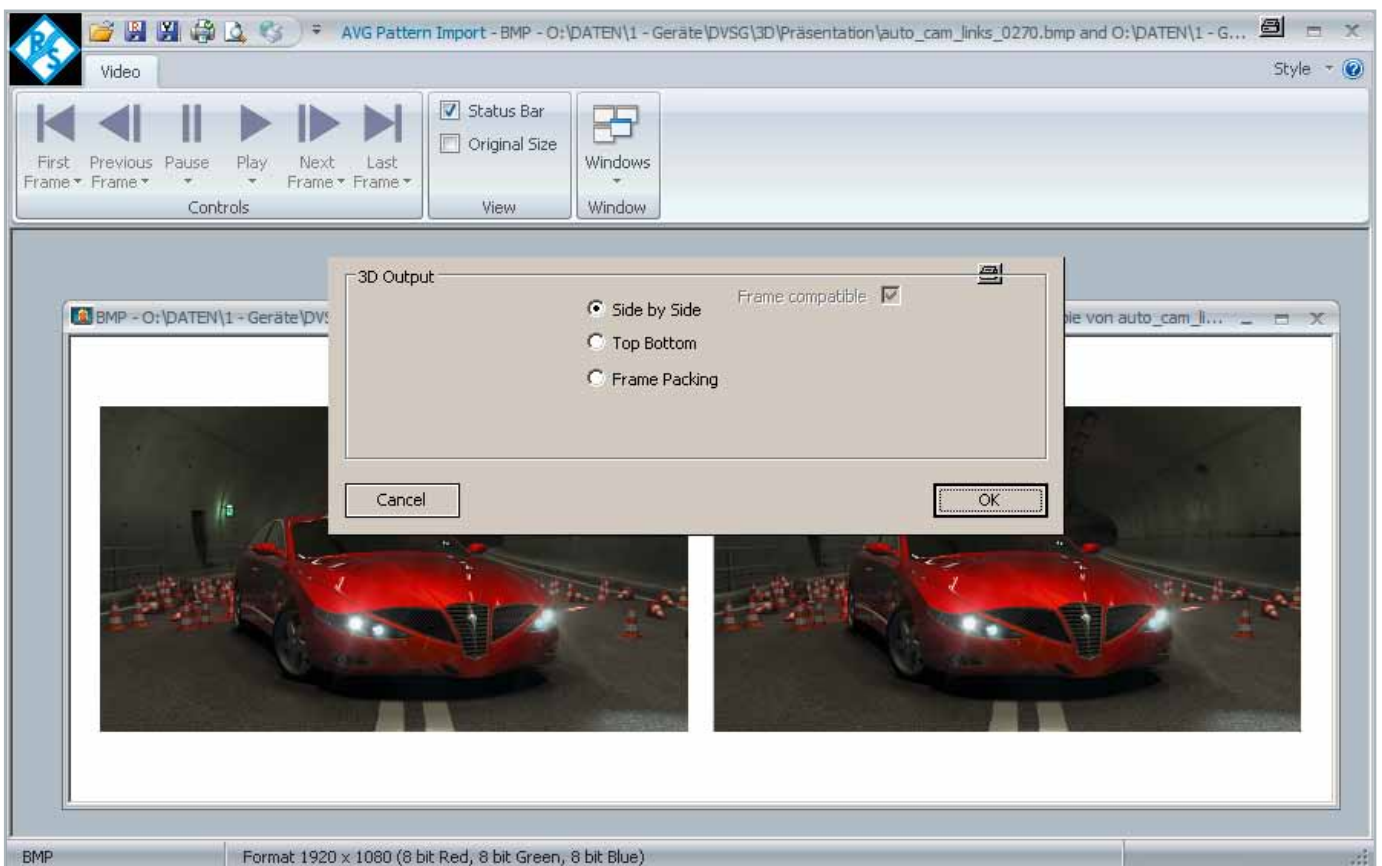 R S AVG Pattern Import - BMP - O:\DATEN\1 - Geräte\DVSG\3D\Präsentation\auto_cam_links_0270.bmp and O:\DATEN\1 - G...
Video
Style
First Frame
Previous Frame
Pause
Play
Next Frame
Last Frame
Controls
Status Bar
Original Size
View
Windows
Window
3D Output
Side by Side
Frame compatible
Top Bottom
Frame Packing
Cancel
OK
BMP - O:\DATEN\1 - Geräte\DVS
von auto_cam_li...
BMP
Format 1920 x 1080 (8 bit Red, 8 bit Green, 8 bit Blue)